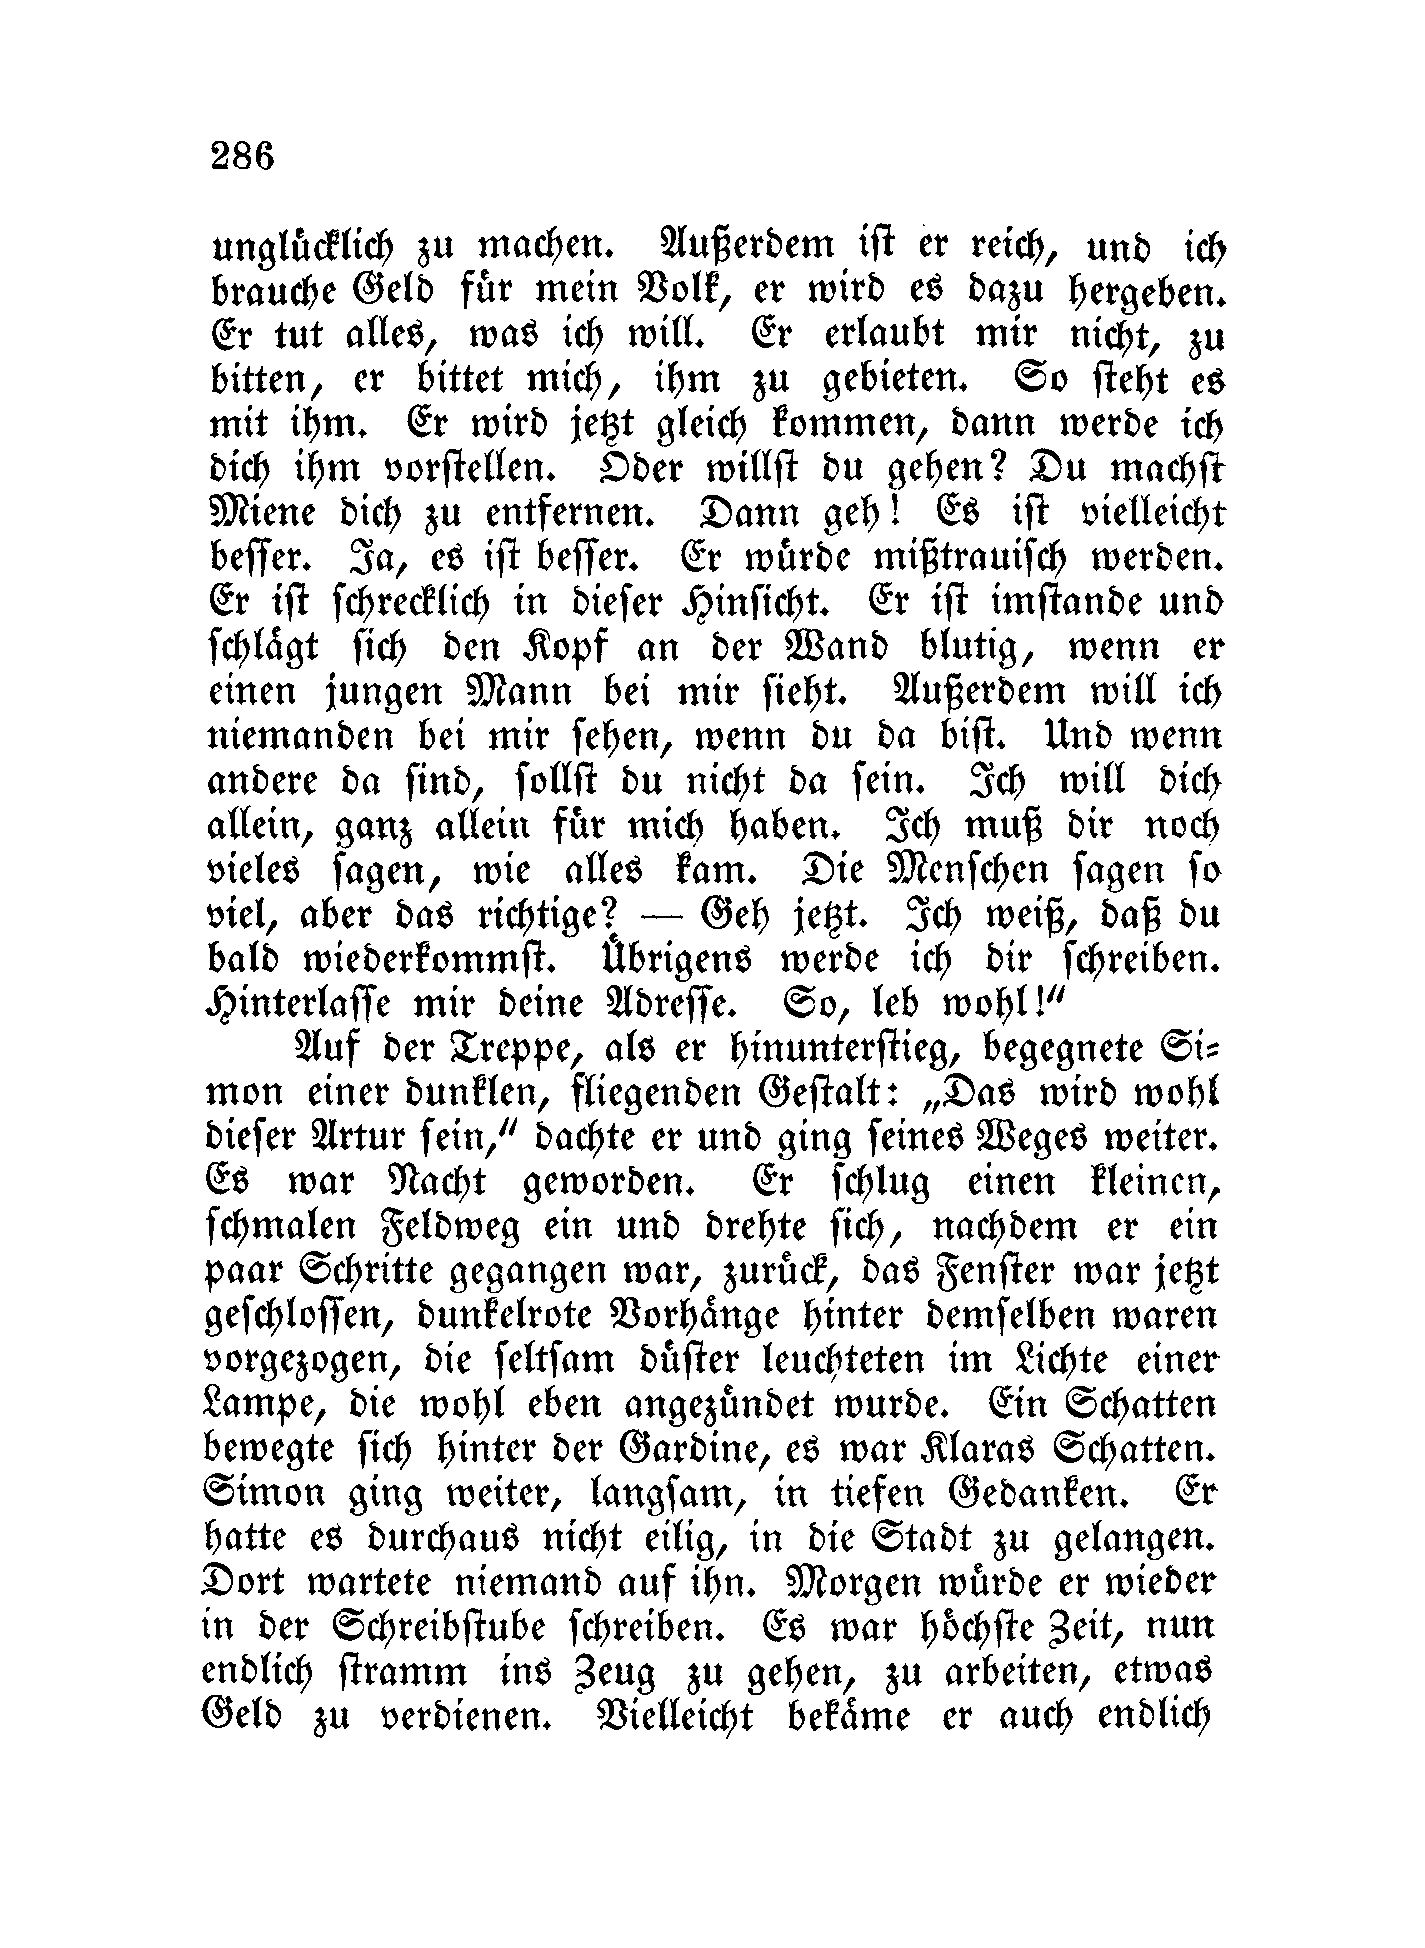 286
unglücklich zu machen. Außerdem ist er reich, und ich
brauche Geld für mein Volk, er wird es dazu hergeben.
Er tut alles, was ich will. Er erlaubt mir nicht, zu
bitten, er bittet mich, ihm zu gebieten. So steht es
mit ihm. Er wird jetzt gleich kommen, dann werde ich
dich ihm vorstellen. Oder willst du gehen? Du machst
Miene dich zu entfernen. Dann geh! Es ist vielleicht
besser. Ja, es ist besser. Er würde mißtrauisch werden.
Er ist schrecklich in dieser Hinsicht. Er ist imstande und
schlägt sich den Kopf an der Wand blutig, wenn er
einen jungen Mann bei mir sieht. Außerdem will ich
niemanden bei mir sehen, wenn du da bist. Und wenn
andere da sind, sollst du nicht da sein. Ich will dich
allein, ganz allein für mich haben. Ich muß dir noch
vieles sagen, wie alles kam. Die Menschen sagen so
viel, aber das richtige? — Geh jetzt. Ich weiß, daß du
bald wiederkommst. Übrigens werde ich dir schreiben.
Hinterlasse mir deine Adresse. So, leb wohl!“
Auf der Treppe, als er hinunterstieg, begegnete Si-
mon einer dunklen, fliegenden Gestalt: „Das wird wohl
dieser Artur sein,“ dachte er und ging seines Weges weiter.
Es war Nacht geworden. Er schlug einen kleinen,
schmalen Feldweg ein und drehte sich, nachdem er ein
paar Schritte gegangen war, zurück, das Fenster war jetzt
geschlossen, dunkelrote Vorhänge hinter demselben waren
vorgezogen, die seltsam düster leuchteten im Lichte einer
Lampe, die wohl eben angezündet wurde. Ein Schatten
bewegte sich hinter der Gardine, es war Klaras Schatten.
Simon ging weiter, langsam, in tiefen Gedanken. Er
hatte es durchaus nicht eilig, in die Stadt zu gelangen.
Dort wartete niemand auf ihn. Morgen würde er wieder
in der Schreibstube schreiben. Es war höchste Zeit, nun
endlich stramm ins Zeug zu gehen, zu arbeiten, etwas
Geld zu verdienen. Vielleicht bekäme er auch endlich